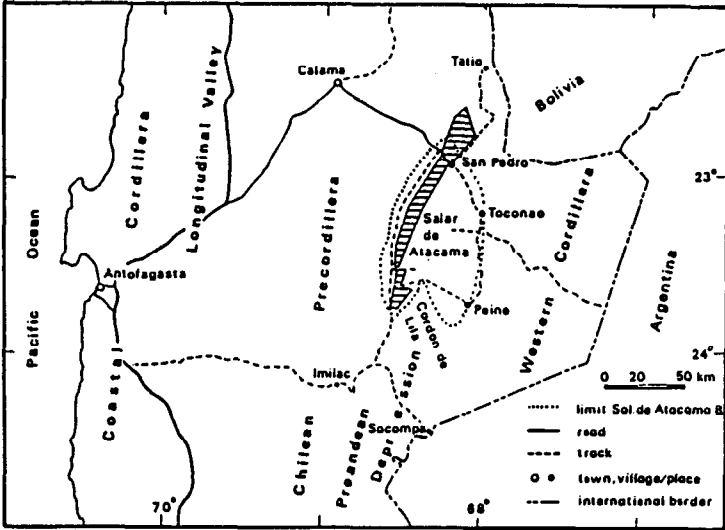 Calama
Tatio
Bolivia
San Pedro
23°
Cordillera
Longitudinal Valley
Ocean
Pacific
Antofagasta
Coastal
Precordillera
Chilean
Salar
de
Atacama
Toconao
Cordillera
Western
Argentina
Peine
Cordon de
Lila
Imilac
Preandean
Depression
Socompa
24°
0 20 50 km
limit Sal. de Atacama B
road
track
town, village/place
international border
70°
68°